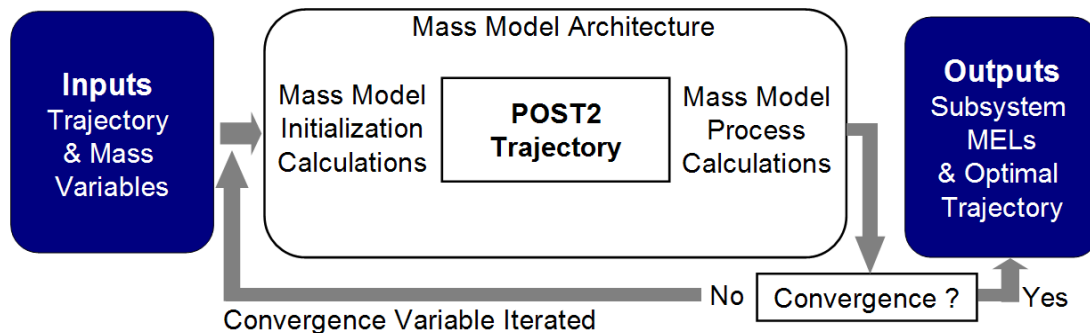 Inputs
Trajectory
& Mass
Variables
Mass Model Architecture
Mass Model
Initialization
Calculations
POST2
Trajectory
Mass Model
Process
Calculations
Outputs
Subsystem
MELs
& Optimal
Trajectory
No
Convergence ?
Yes
Convergence Variable Iterated